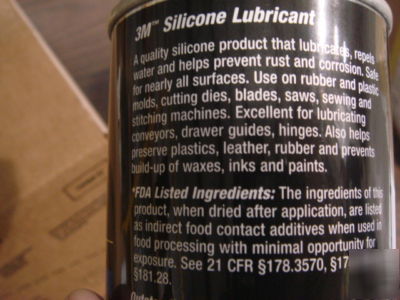 3M™ Silicone Lubricant
A quality silicone product that lubricates, repels
water and helps prevent rust and corrosion. Safe
for nearly all surfaces. Use on rubber and plastic
molds, cutting dies, blades, saws, sewing and
stitching machines. Excellent for lubricating
conveyors, drawer guides, hinges. Also helps
preserve plastics, leather, rubber and prevents
build-up of waxes, inks and paints.
*FDA Listed Ingredients: The ingredients of this
product, when dried after application, are listed
as indirect food contact additives when used in
food processing with minimal opportunity for
exposure. See 21 CFR §178.3570, §17
§181.28.